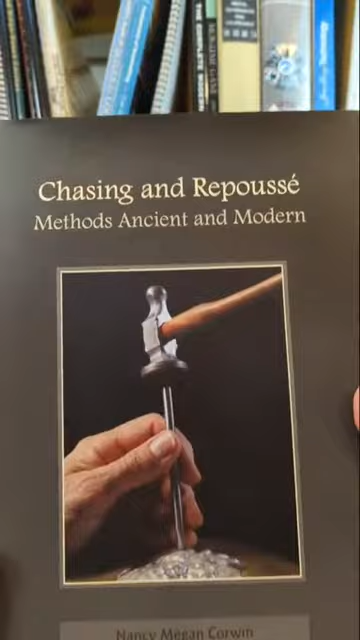 Chasing and Repoussé
Methods Ancient and Modern
Nancy Megan Corwin